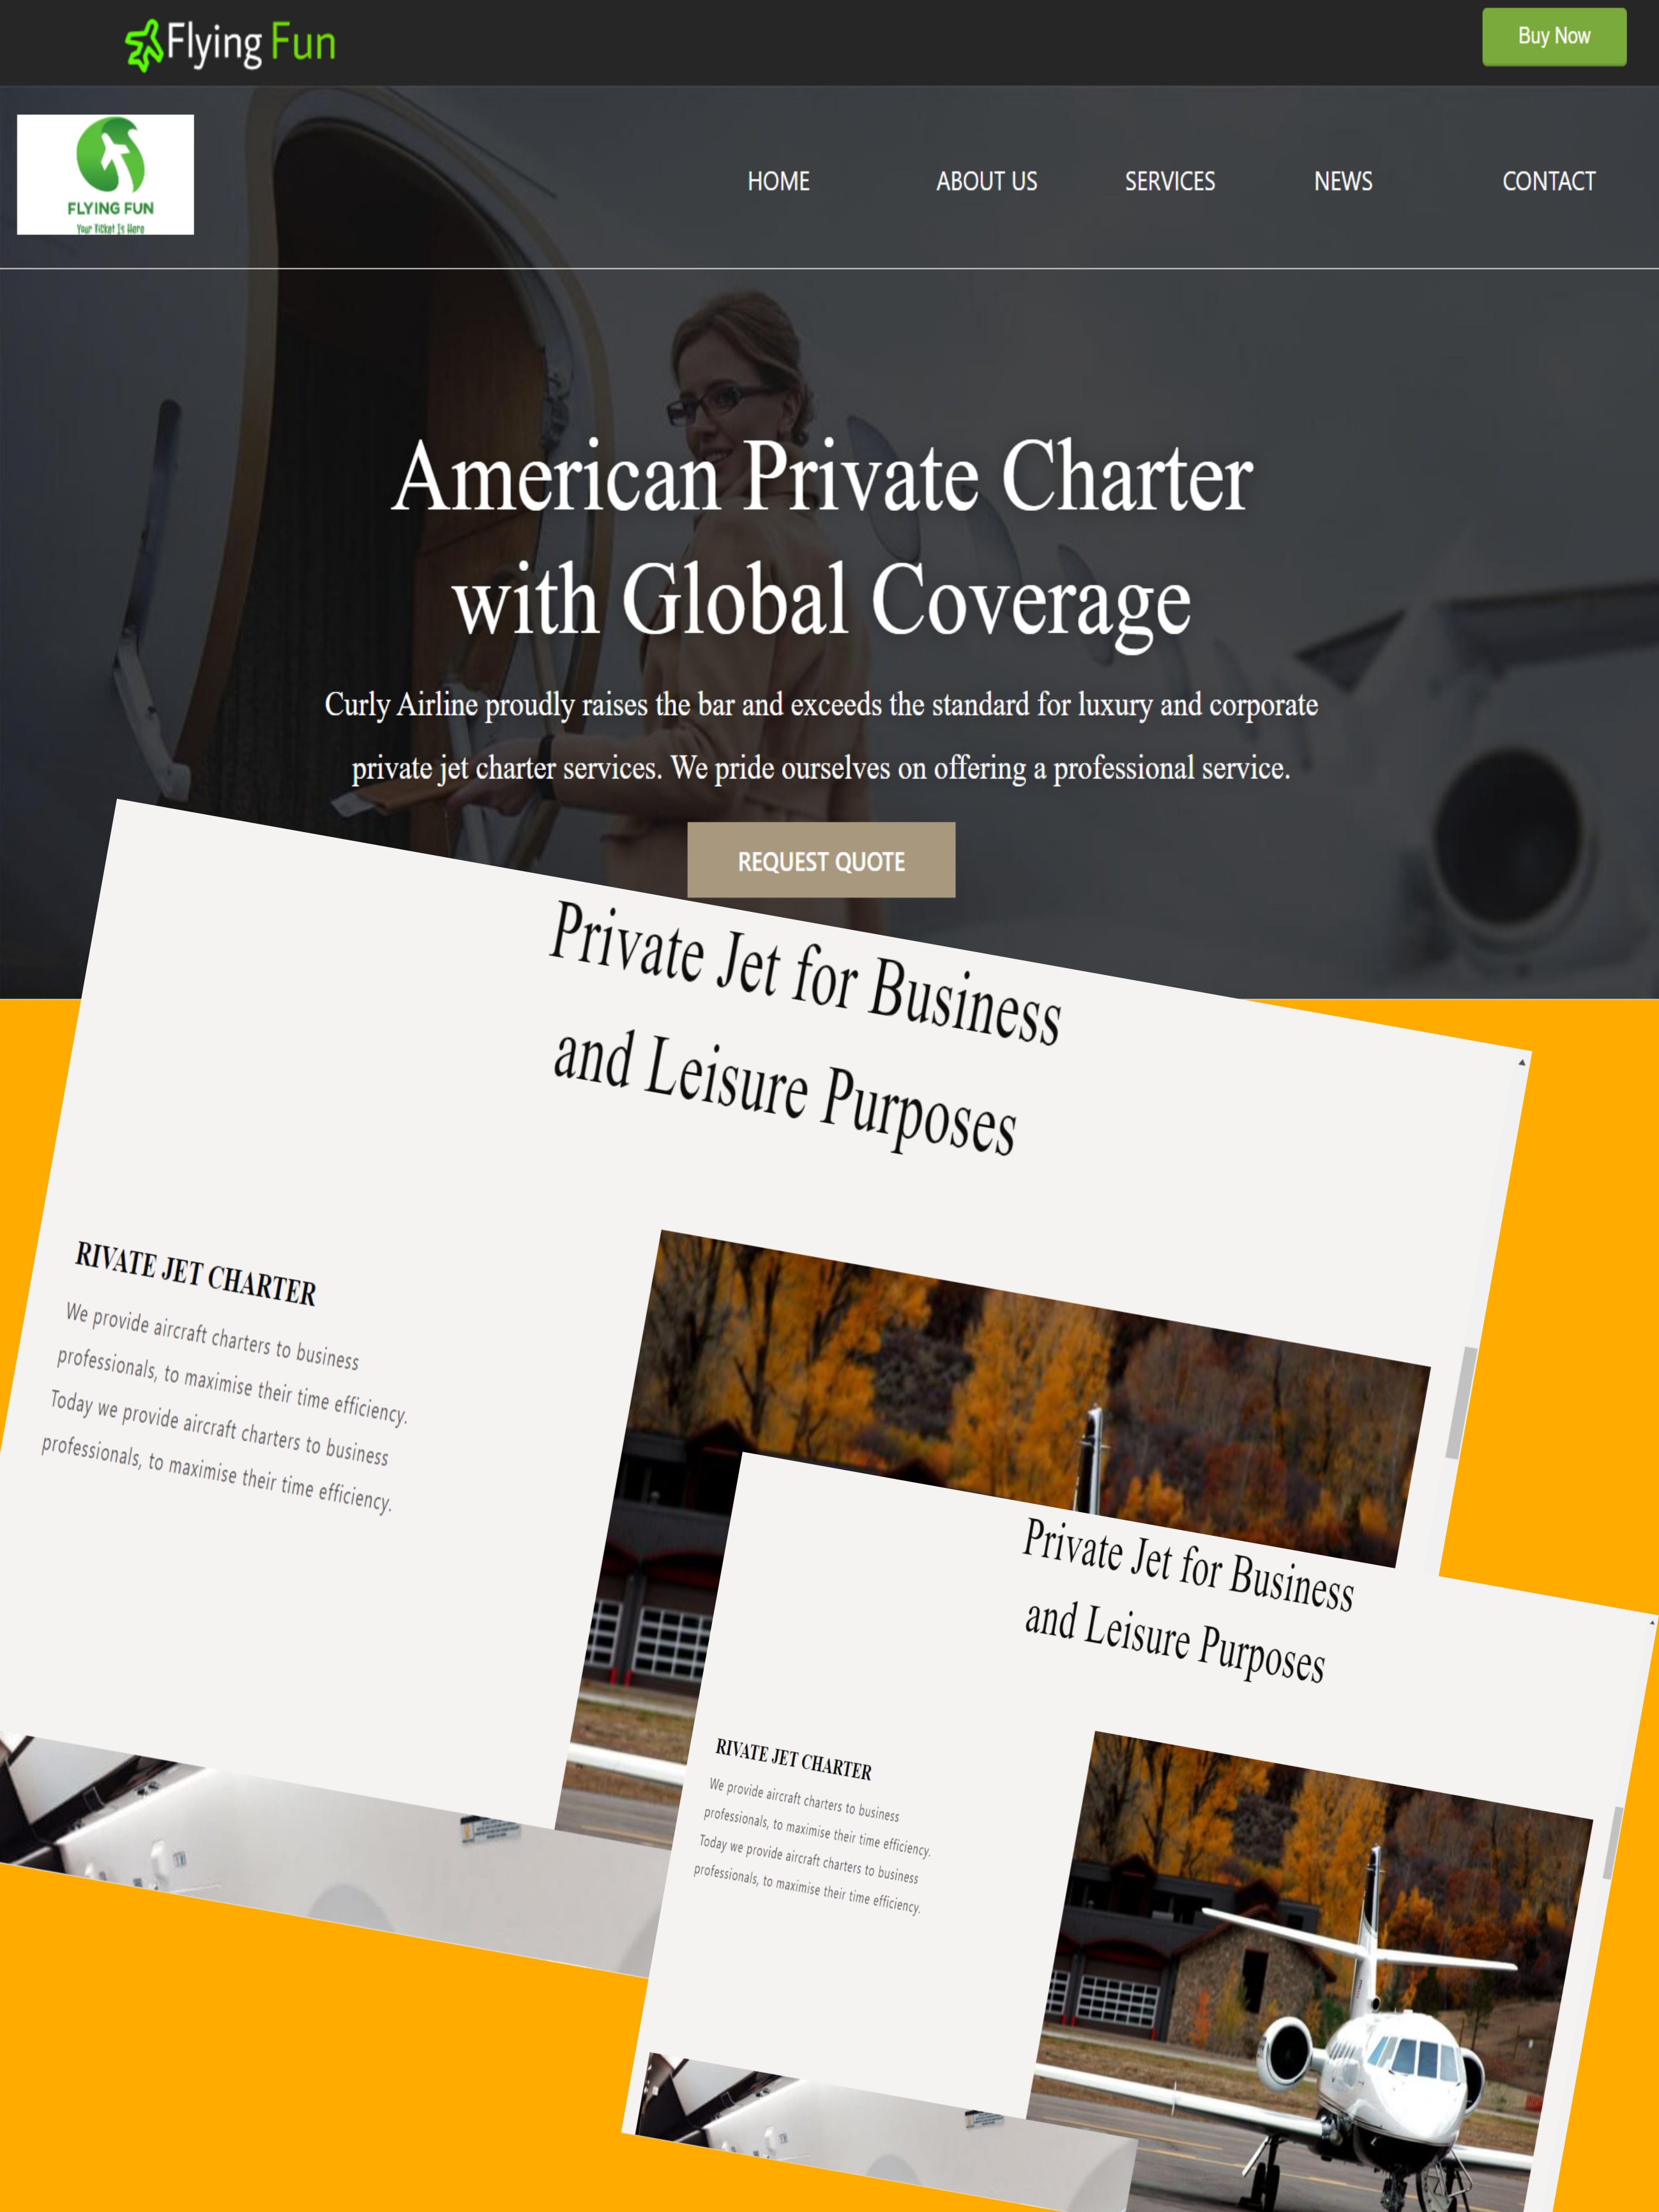 Flying Fun
Buy Now
FLYING FUN
Your Ticket Is Here
HOME ABOUT US SERVICES NEWS CONTACT
American Private Charter
with Global Coverage
Curly Airline proudly raises the bar and exceeds the standard for luxury and corporate
private jet charter services. We pride ourselves on offering a professional service.
REQUEST QUOTE
Private Jet for Business
and Leisure Purposes
RIVATE JET CHARTER
We provide aircraft charters to business
professionals, to maximise their time efficiency.
Today we provide aircraft charters to business
professionals, to maximise their time efficiency.
Private Jet for Business
and Leisure Purposes
RIVATE JET CHARTER
We provide aircraft charters to business
professionals, to maximise their time efficiency.
Today we provide aircraft charters to business
professionals, to maximise their time efficiency.